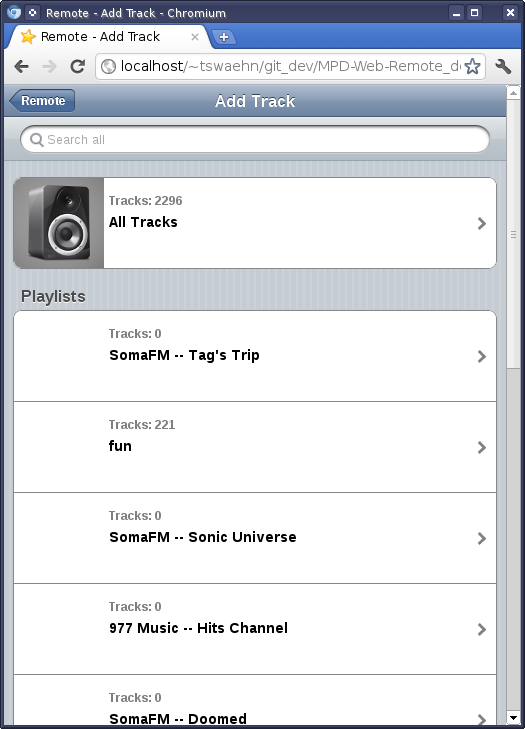 Remote - Add Track - Chromium
Remote - Add Track
localhost/~tswaehn/git_dev/MPD-Web-Remote_d
Remote
Add Track
Search all
Tracks: 2296
All Tracks
Playlists
Tracks: 0
SomaFM -- Tag's Trip
Tracks: 221
fun
Tracks: 0
SomaFM -- Sonic Universe
Tracks: 0
977 Music -- Hits Channel
Tracks: 0
SomaFM -- Doomed